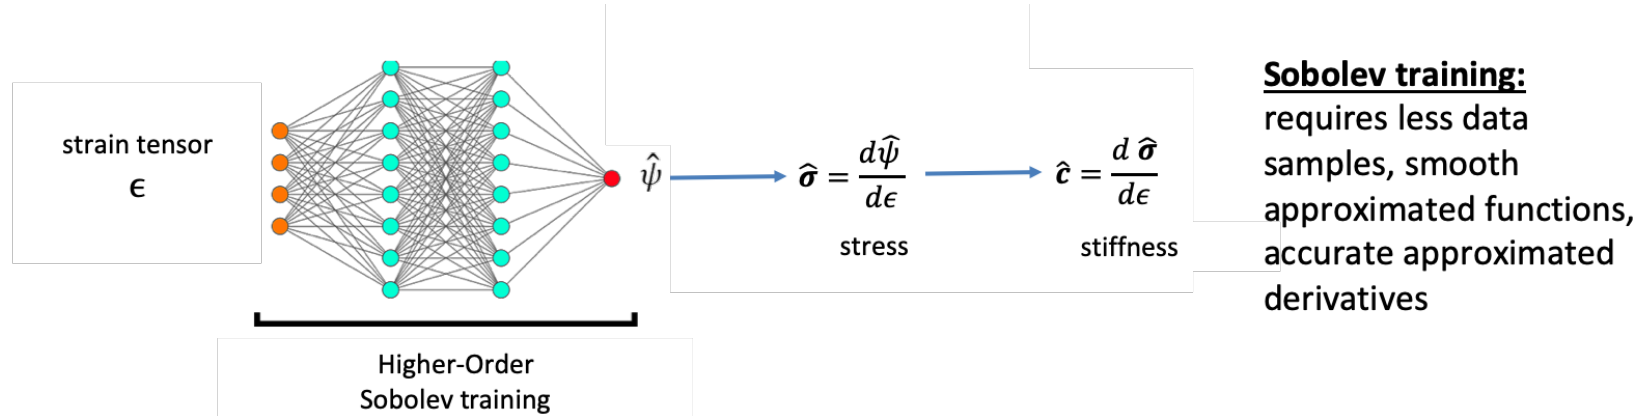 strain tensor
ϵ
ψ̂
σ̂ = dψ̂/dϵ
stress
ĉ = d σ̂/dϵ
stiffness
Higher-Order
Sobolev training
Sobolev training:
requires less data
samples, smooth
approximated functions,
accurate approximated
derivatives